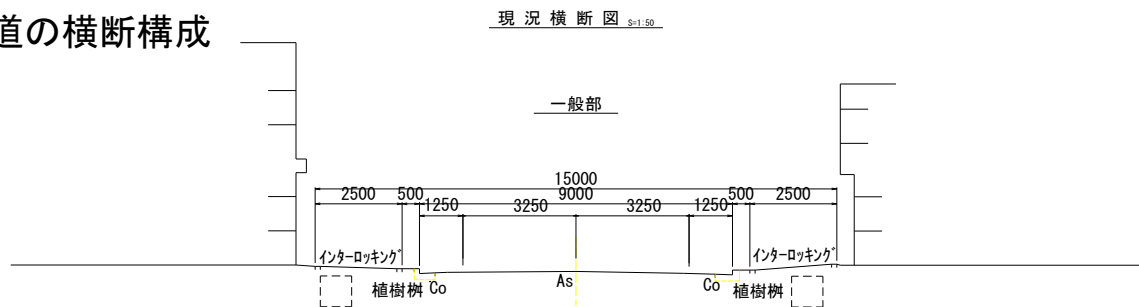 道の横断構成
現況横断図 S=1:50
一般部
15000
2500 500 9000 500 2500
1250 3250 3250 1250
インターロッキング インターロッキング
植樹桝 Co As Co 植樹桝